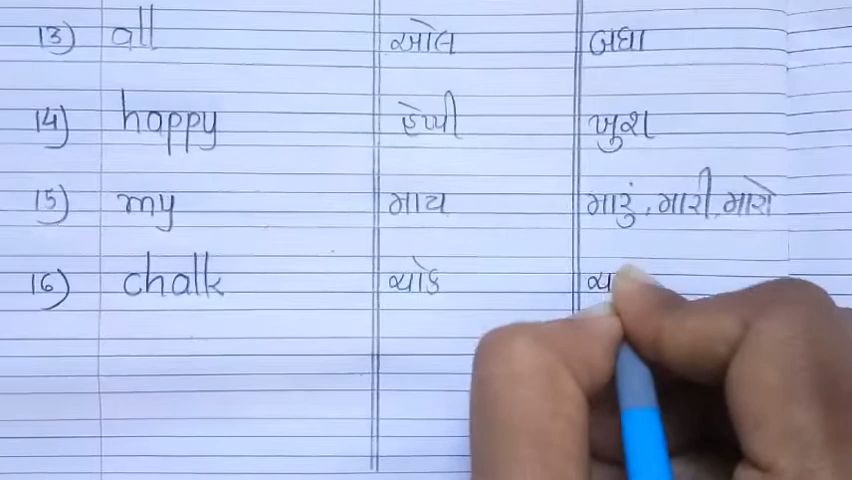 13) all ઓલ બધા
14) happy હેપ્પી ખુશ
15) my માય મારું, મારી, મારો
16) chalk ચોક ચ